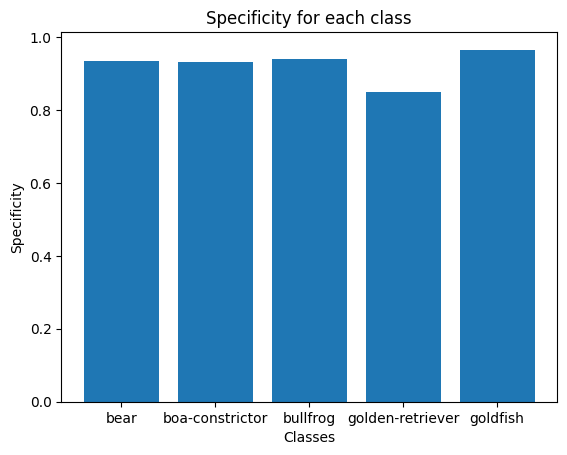 Specificity for each class
1.0
0.8
0.6
0.4
0.2
0.0
Specificity
bear boa-constrictor bullfrog golden-retriever goldfish
Classes